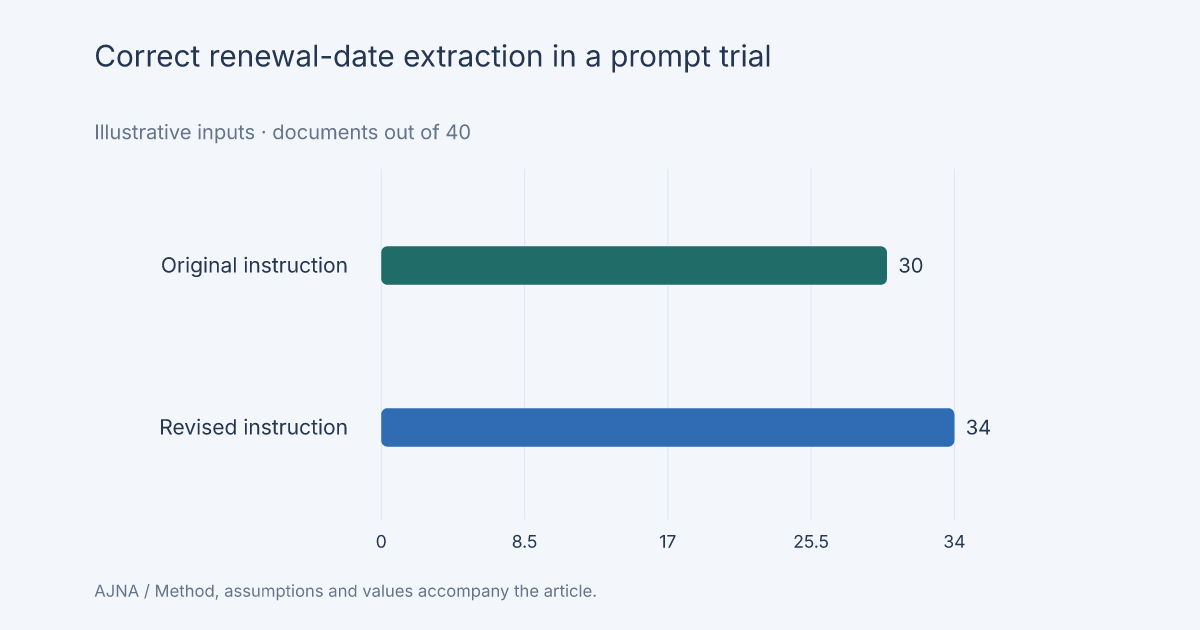 Correct renewal-date extraction in a prompt trial
Illustrative inputs · documents out of 40
Original instruction 30
Revised instruction 34
0 8.5 17 25.5 34
AJNA / Method, assumptions and values accompany the article.